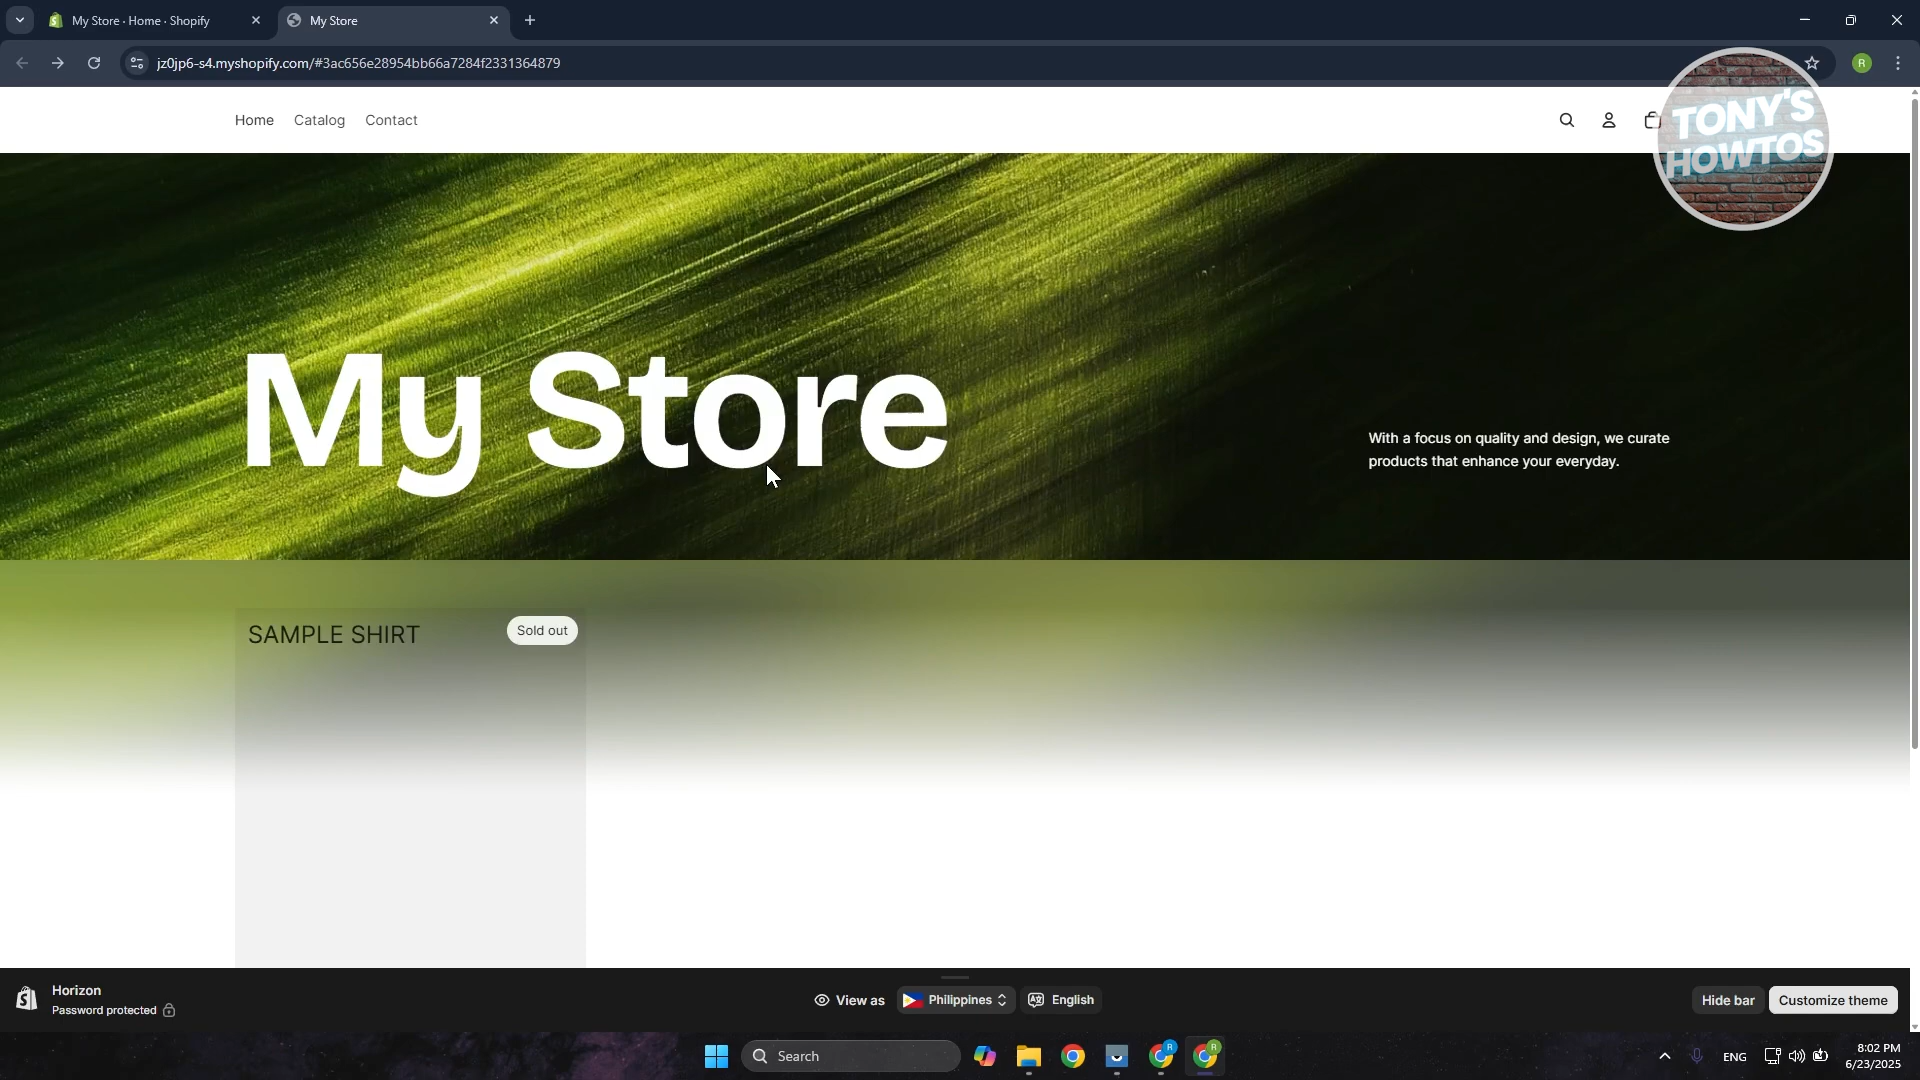 My Store · Home · Shopify
My Store
jz0jp6-s4.myshopify.com/#3ac656e28954bb66a7284f2331364879
R
Home Catalog Contact
TONY'S
HOWTOS
My Store
With a focus on quality and design, we curate
products that enhance your everyday.
SAMPLE SHIRT
Sold out
Horizon
Password protected
View as
Philippines
English
Hide bar
Customize theme
Search
R
R
ENG
8:02 PM
6/23/2025